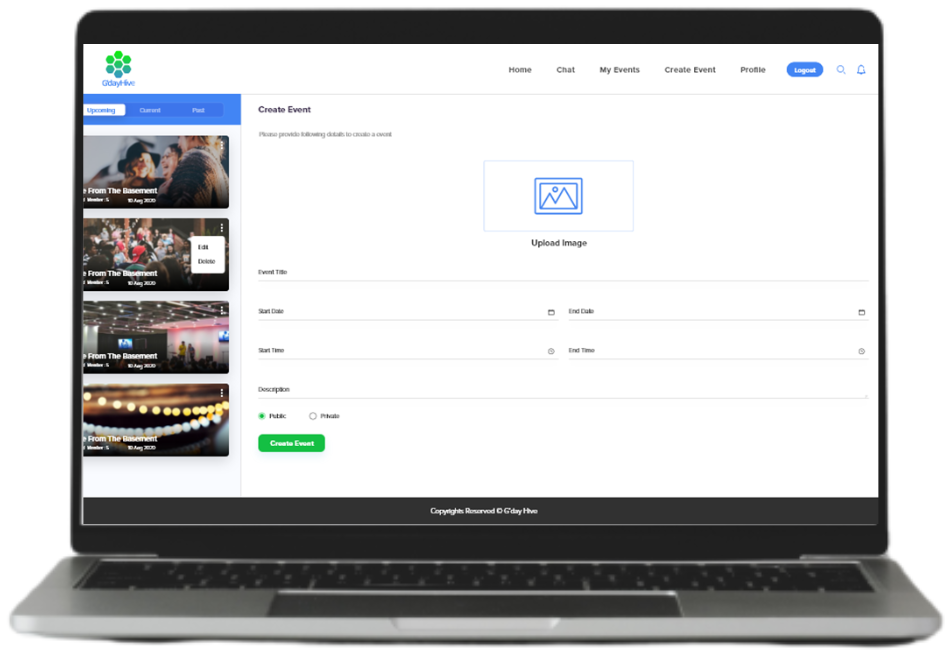 G'dayHive
Home Chat My Events Create Event Profile Logout
Upcoming Current Past
e From The Basement
Member : 5 10 Aug 2020
Edit
Delete
e From The Basement
Member : 5 10 Aug 2020
e From The Basement
Member : 5 10 Aug 2020
e From The Basement
Member : 5 10 Aug 2020
Create Event
Please provide following details to create a event
Upload Image
Event Title
Start Date End Date
Start Time End Time
Description
Public Private
Create Event
Copyrights Reserved © G'day Hive